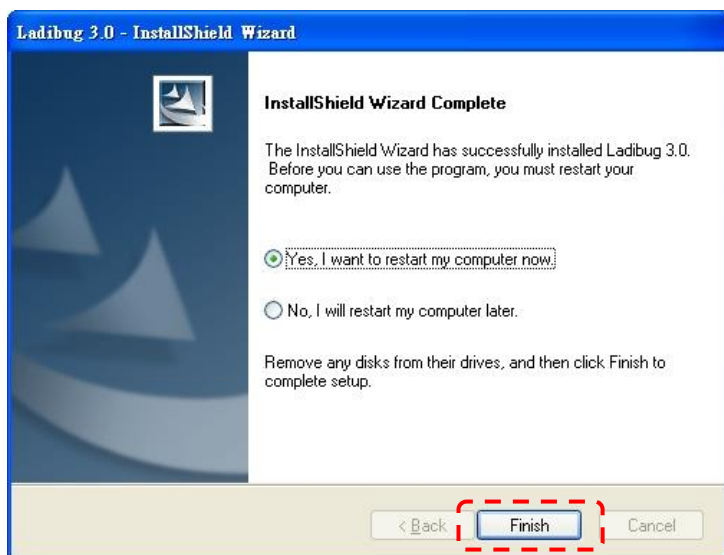 Ladibug 3.0 - InstallShield Wizard
InstallShield Wizard Complete
The InstallShield Wizard has successfully installed Ladibug 3.0.
Before you can use the program, you must restart your
computer.
Yes, I want to restart my computer now.
No, I will restart my computer later.
Remove any disks from their drives, and then click Finish to
complete setup.
< Back Finish Cancel